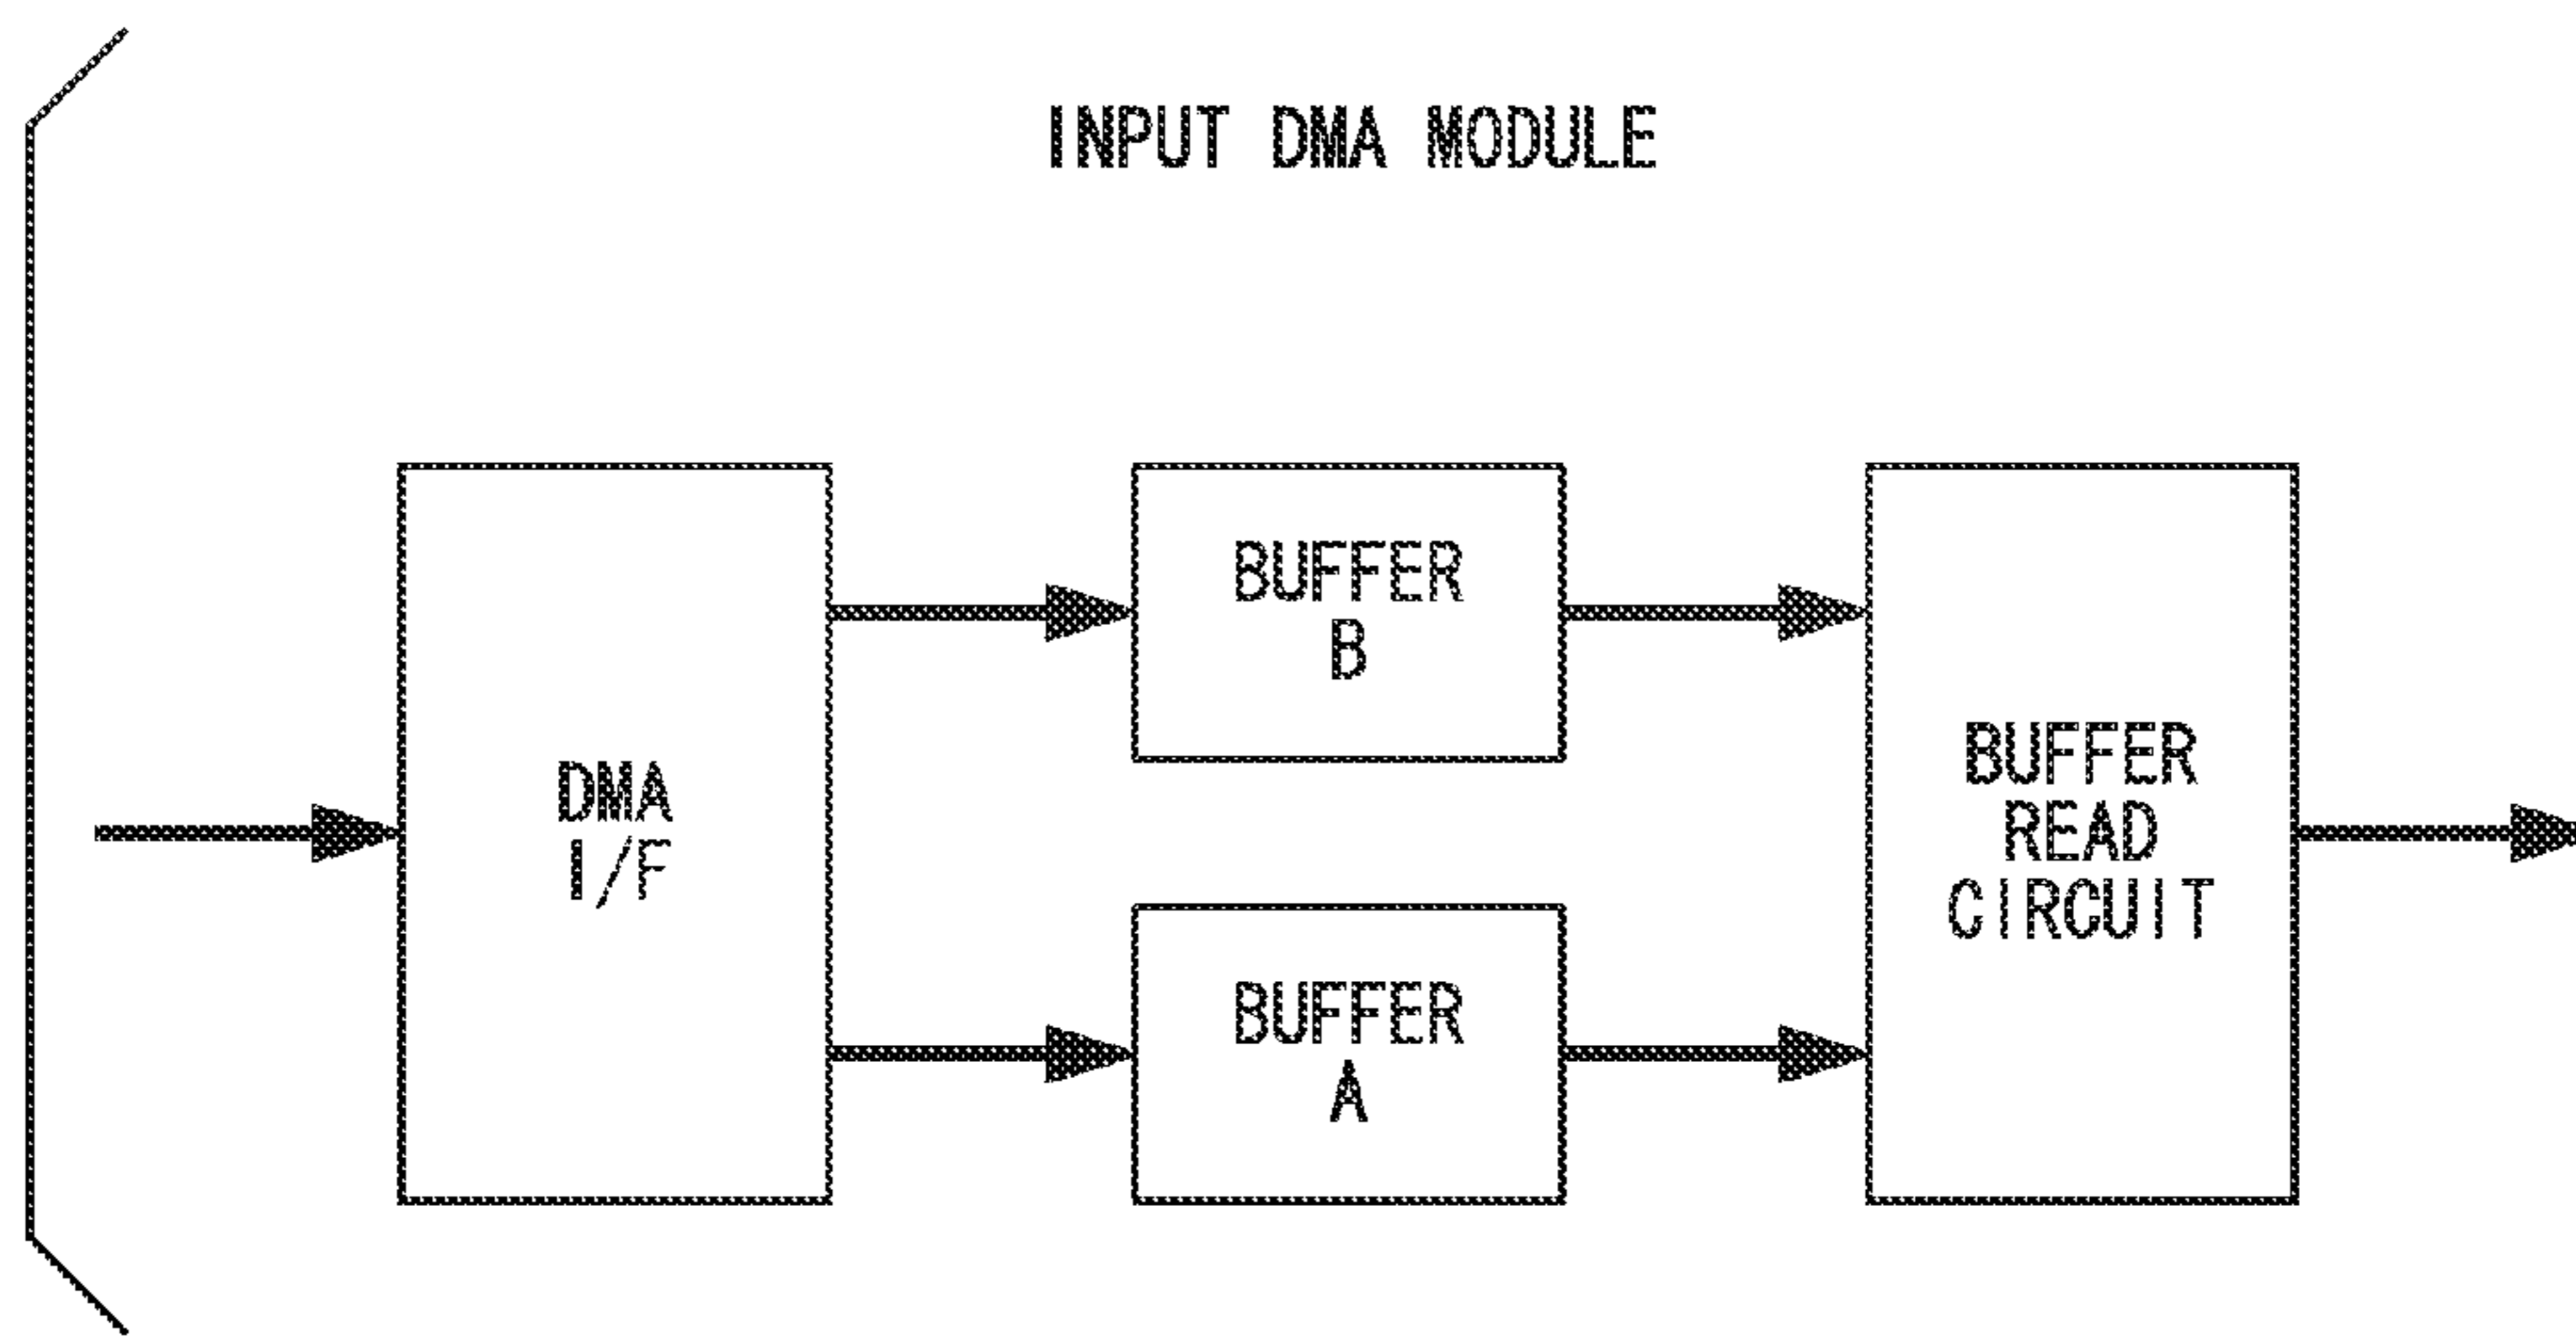 INPUT DMA MODULE
DMA
I/F
BUFFER
B
BUFFER
A
BUFFER
READ
CIRCUIT